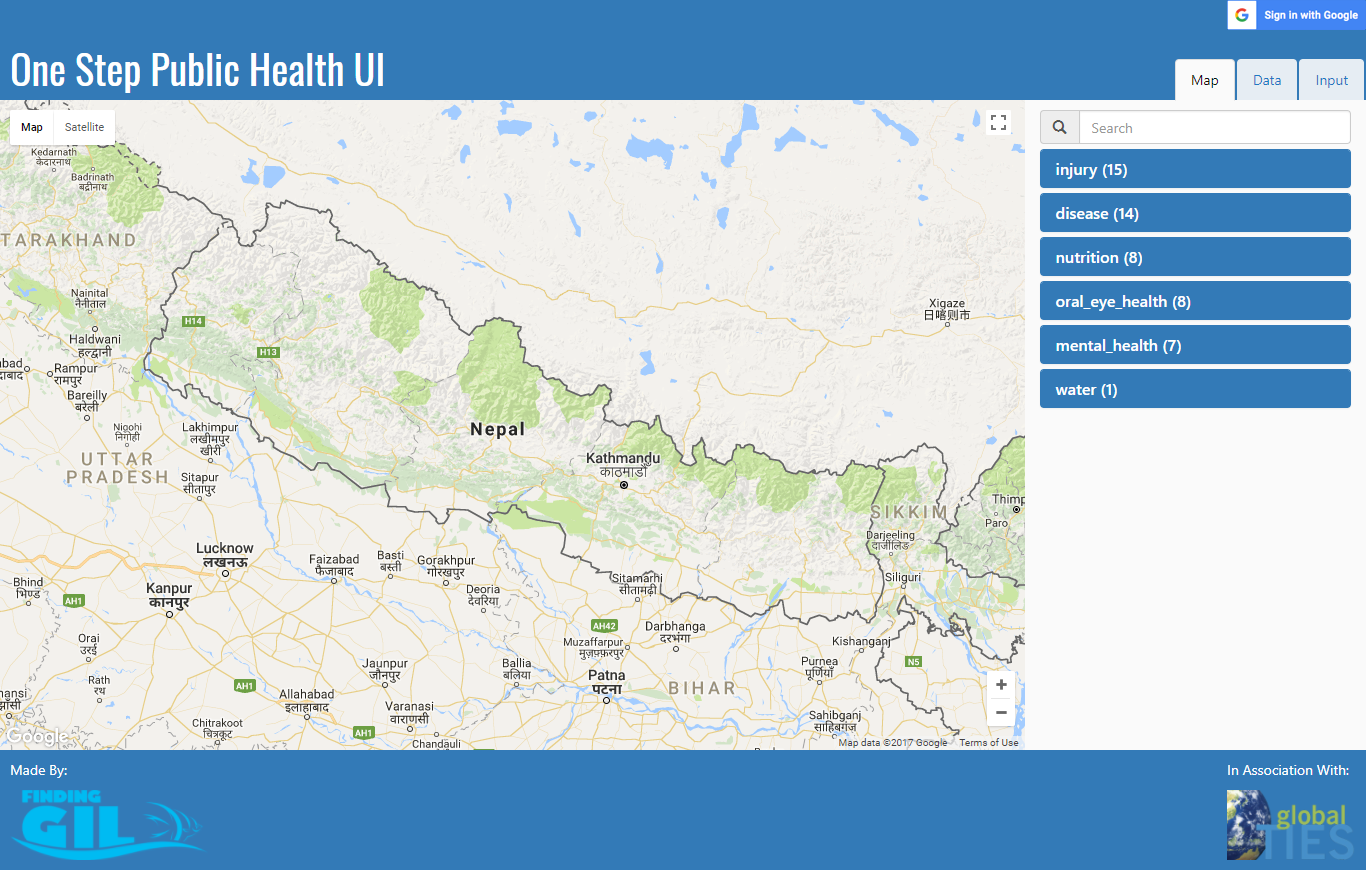 Sign in with Google
One Step Public Health UI
Map
Data
Input
Map
Satellite
Search
injury (15)
disease (14)
nutrition (8)
oral_eye_health (8)
mental_health (7)
water (1)
Kedarnath
केदारनाथ
Badrinath
बद्रीनाथ
TARAKHAND
Nainital
नैनीताल
H14
Xigaze
日喀则市
Haldwani
हल्द्वानी
H13
Rampur
रामपुर
Bareilly
बरेली
Nepal
Nigohi
निगोही
Lakhimpur
लखीमपुर
खीरी
UTTAR
PRADESH
Kathmandu
काठमाडौं
Sitapur
सीतापुर
Thimp
SIKKIM
Paro
Darjeeling
दार्जीलिङ
Lucknow
लखनऊ
Faizabad
फैजाबाद
Basti
बस्ती
Gorakhpur
गोरखपुर
Siliguri
Bhind
भिण्ड
Kanpur
कानपुर
Sitamarhi
सीतामढ़ी
Deoria
देवरिया
AH1
AH42
Darbhanga
दरभंगा
Orai
उरई
Muzaffarpur
मुज़फ़्फ़रपुर
Kishanganj
Jaunpur
जौनपुर
Ballia
बलिया
Purnea
पूर्णियाँ
N5
Rath
राठ
AH1
Patna
पटना
BIHAR
Allahabad
इलाहाबाद
Varanasi
वाराणसी
Sahibganj
साहिबगंज
Chitrakoot
चित्रकूट
AH1
Chandauli
Google
Map data ©2017 Google
Terms of Use
Made By:
In Association With:
FINDING
GIL
global
TIES